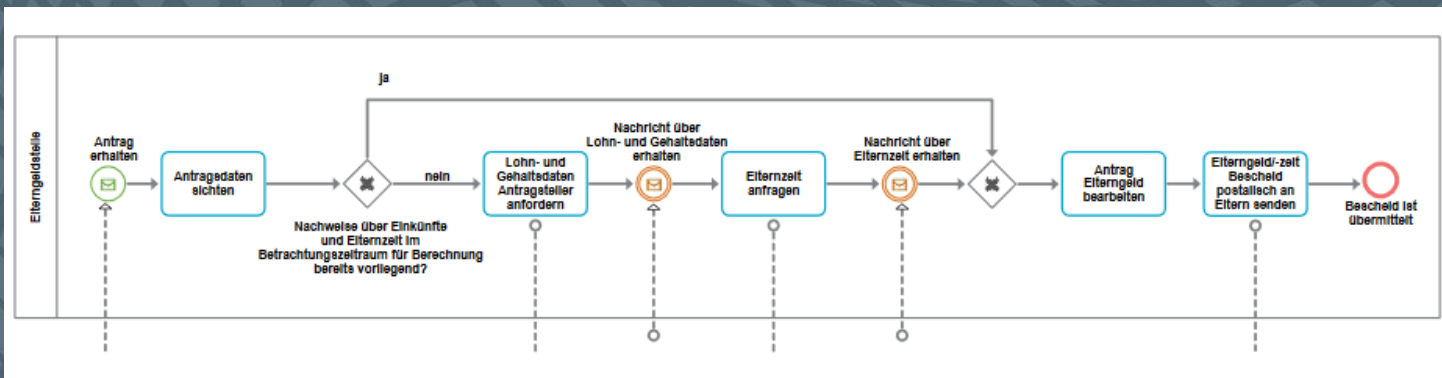 Elterngeldstelle
Antrag
erhalten
Antragsdaten
sichten
ja
nein
Nachweise über Einkünfte
und Elternzeit im
Betrachtungszeitraum für Berechnung
bereits vorliegend?
Lohn- und
Gehaltsdaten
Antragsteller
anfordern
Nachricht über
Lohn- und Gehaltsdaten
erhalten
Elternzeit
anfragen
Nachricht über
Elternzeit erhalten
Antrag
Elterngeld
bearbeiten
Elterngeld/-zeit
Bescheid
postalisch an
Eltern senden
Bescheid ist
übermittelt